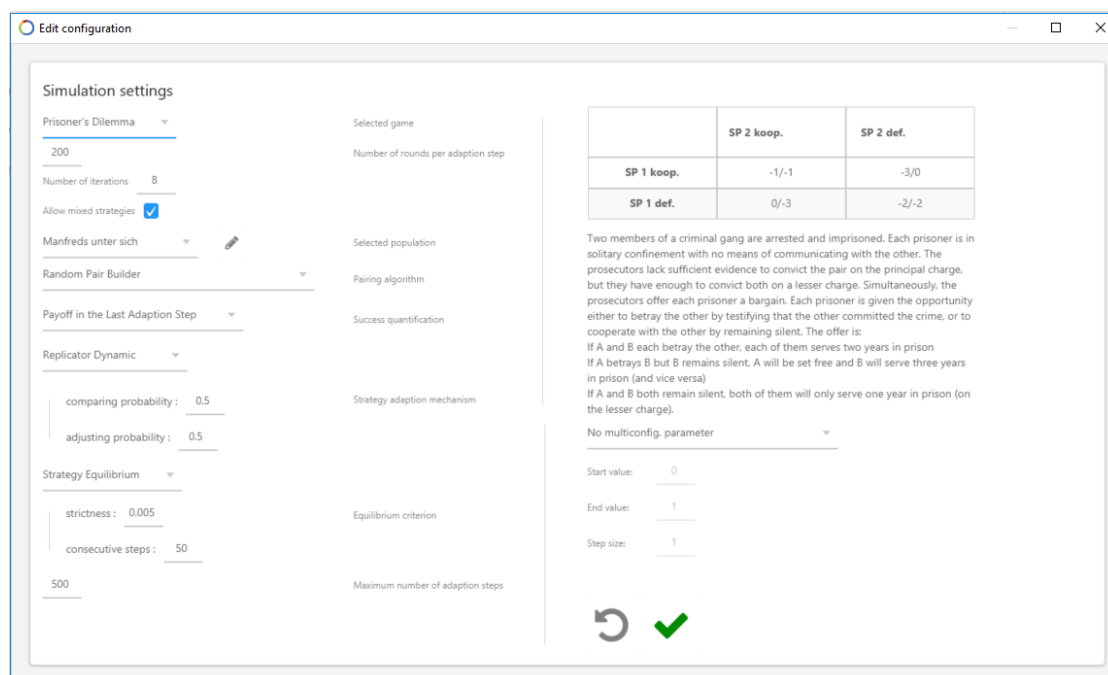 Edit configuration
Simulation settings
Prisoner's Dilemma
Selected game
200
Number of rounds per adaption step
Number of iterations 8
Allow mixed strategies
Manfreds unter sich
Selected population
Random Pair Builder
Pairing algorithm
Payoff in the Last Adaption Step
Success quantification
Replicator Dynamic
comparing probability : 0.5
Strategy adaption mechanism
adjusting probability : 0.5
Strategy Equilibrium
strictness : 0.005
Equilibrium criterion
consecutive steps : 50
500
Maximum number of adaption steps
SP 2 koop. SP 2 def.
SP 1 koop. -1/-1 -3/0
SP 1 def. 0/-3 -2/-2
Two members of a criminal gang are arrested and imprisoned. Each prisoner is in
solitary confinement with no means of communicating with the other. The
prosecutors lack sufficient evidence to convict the pair on the principal charge,
but they have enough to convict both on a lesser charge. Simultaneously, the
prosecutors offer each prisoner a bargain. Each prisoner is given the opportunity
either to betray the other by testifying that the other committed the crime, or to
cooperate with the other by remaining silent. The offer is:
If A and B each betray the other, each of them serves two years in prison
If A betrays B but B remains silent, A will be set free and B will serve three years
in prison (and vice versa)
If A and B both remain silent, both of them will only serve one year in prison (on
the lesser charge).
No multiconfig. parameter
Start value: 0
End value: 1
Step size: 1